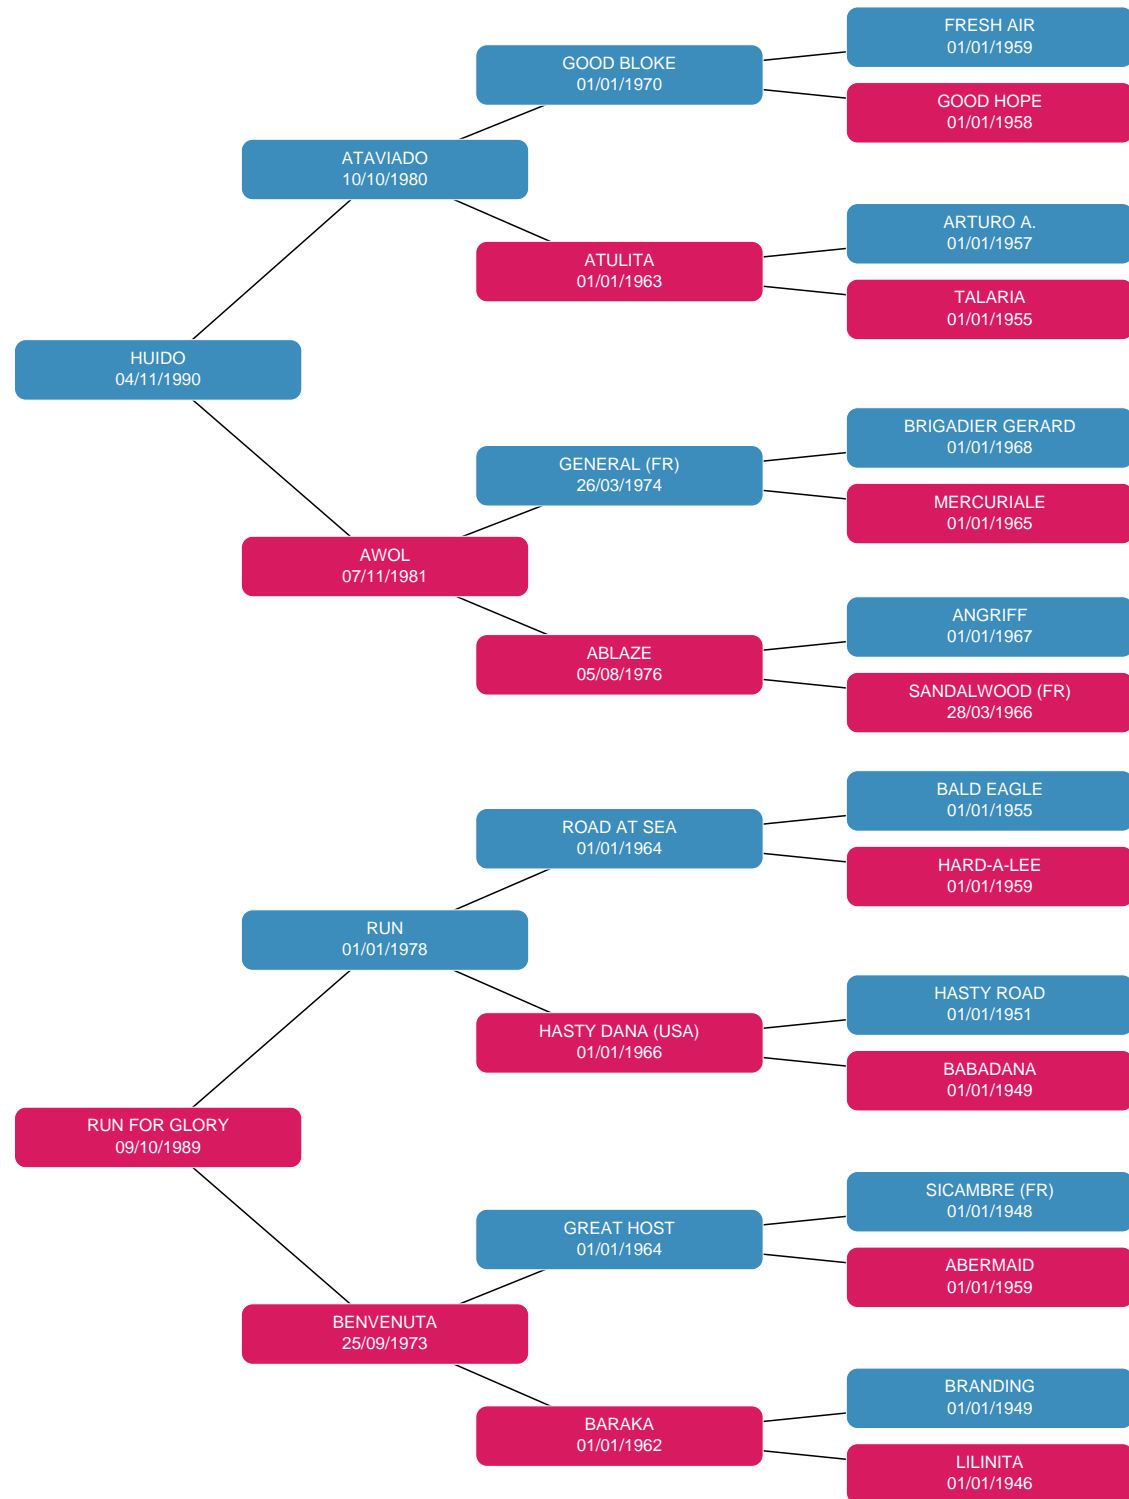 FRESH AIR
01/01/1959
GOOD BLOKE
01/01/1970
GOOD HOPE
01/01/1958
ATAVIADO
10/10/1980
ARTURO A.
01/01/1957
ATULITA
01/01/1963
TALARIA
01/01/1955
HUIDO
04/11/1990
BRIGADIER GERARD
01/01/1968
GENERAL (FR)
26/03/1974
MERCURIALE
01/01/1965
AWOL
07/11/1981
ANGRIFF
01/01/1967
ABLAZE
05/08/1976
SANDALWOOD (FR)
28/03/1966
BALD EAGLE
01/01/1955
ROAD AT SEA
01/01/1964
HARD-A-LEE
01/01/1959
RUN
01/01/1978
HASTY ROAD
01/01/1951
HASTY DANA (USA)
01/01/1966
BABADANA
01/01/1949
RUN FOR GLORY
09/10/1989
SICAMBRE (FR)
01/01/1948
GREAT HOST
01/01/1964
ABERMAID
01/01/1959
BENVENUTA
25/09/1973
BRANDING
01/01/1949
BARAKA
01/01/1962
LILINITA
01/01/1946